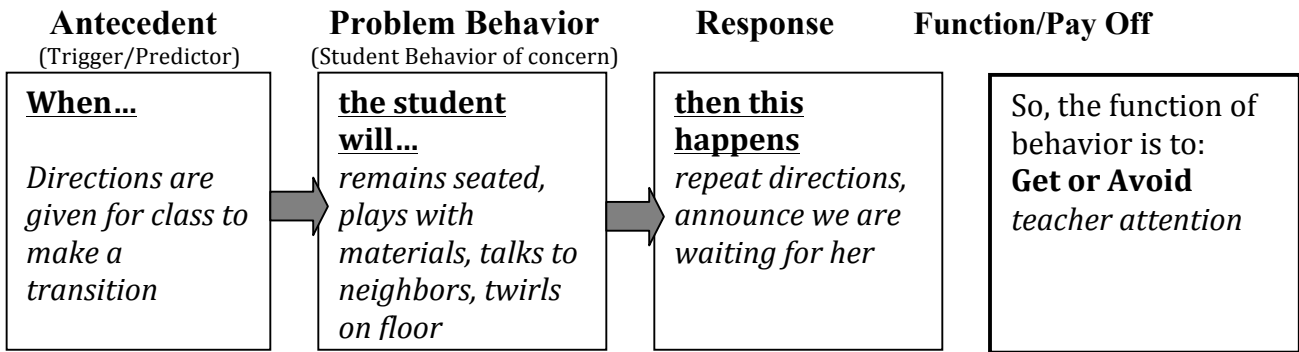 Antecedent
(Trigger/Predictor)
Problem Behavior
(Student Behavior of concern)
Response
Function/Pay Off
When…
Directions are
given for class to
make a
transition
the student
will…
remains seated,
plays with
materials, talks to
neighbors, twirls
on floor
then this
happens
repeat directions,
announce we are
waiting for her
So, the function of
behavior is to:
Get or Avoid
teacher attention